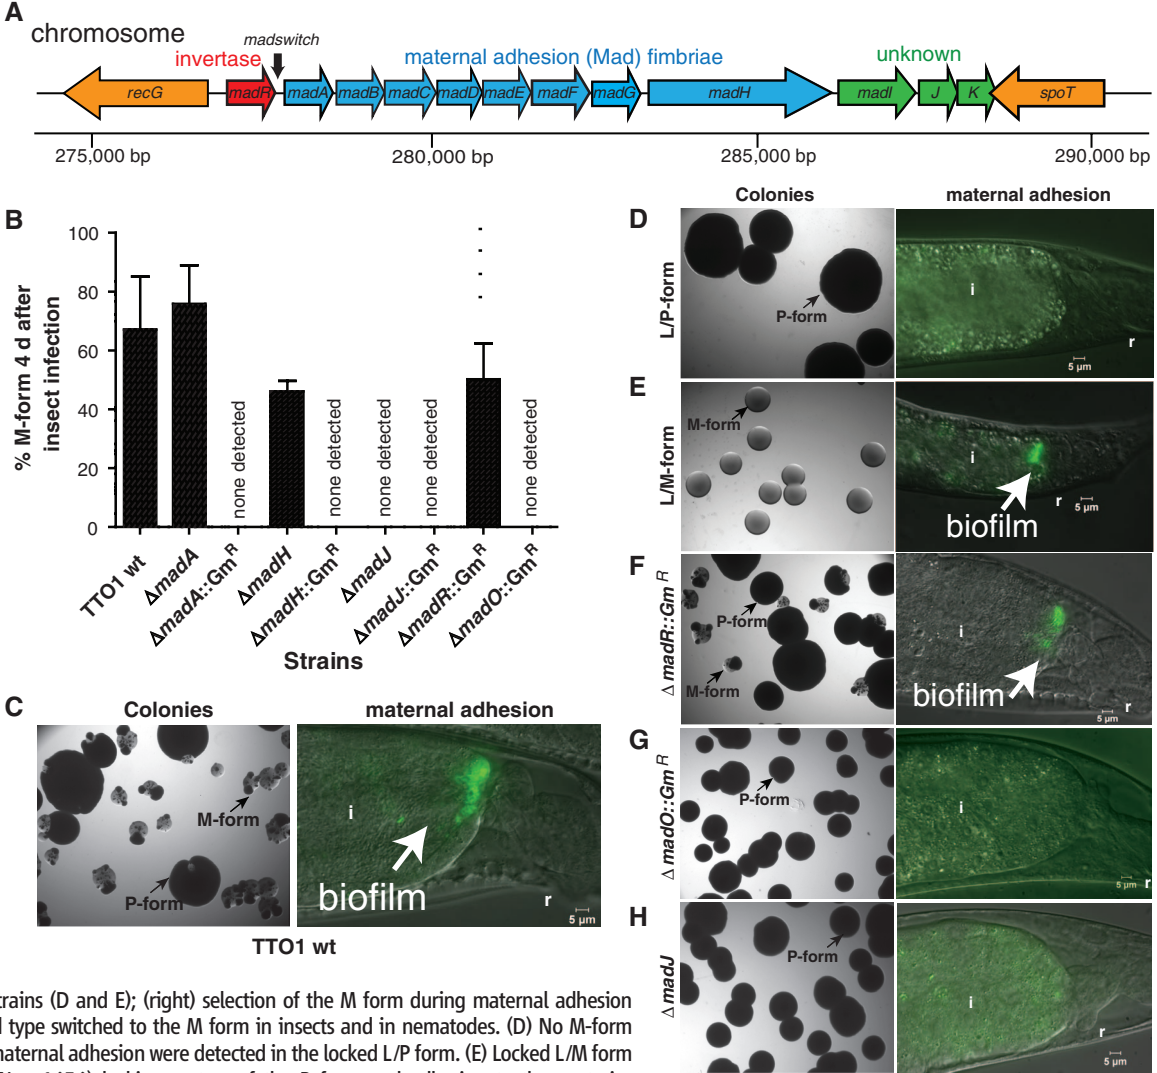 A
chromosome
madswitch
invertase
maternal adhesion (Mad) fimbriae
unknown
recG
madR
madA
madB
madC
madD
madE
madF
madG
madH
madI
J
K
spoT
275,000 bp
280,000 bp
285,000 bp
290,000 bp
B
% M-form 4 d after
insect infection
100
80
60
40
20
0
none detected
none detected
none detected
none detected
none detected
TTO1 wt
ΔmadA
ΔmadA::Gm^R
ΔmadH
ΔmadH::Gm^R
ΔmadJ
ΔmadJ::Gm^R
ΔmadR::Gm^R
ΔmadO::Gm^R
Strains
C
Colonies
maternal adhesion
M-form
P-form
i
biofilm
r
5 µm
TTO1 wt
Colonies
maternal adhesion
D
L/P-form
P-form
i
r
5 µm
E
L/M-form
M-form
i
biofilm
r
5 µm
F
Δ madR::Gm^R
P-form
M-form
i
biofilm
r
5 µm
G
Δ madO::Gm^R
P-form
i
r
5 µm
H
Δ madJ
P-form
i
r
5 µm
trains (D and E); (right) selection of the M form during maternal adhesion
type switched to the M form in insects and in nematodes. (D) No M-form
maternal adhesion were detected in the locked L/P form. (E) Locked L/M form